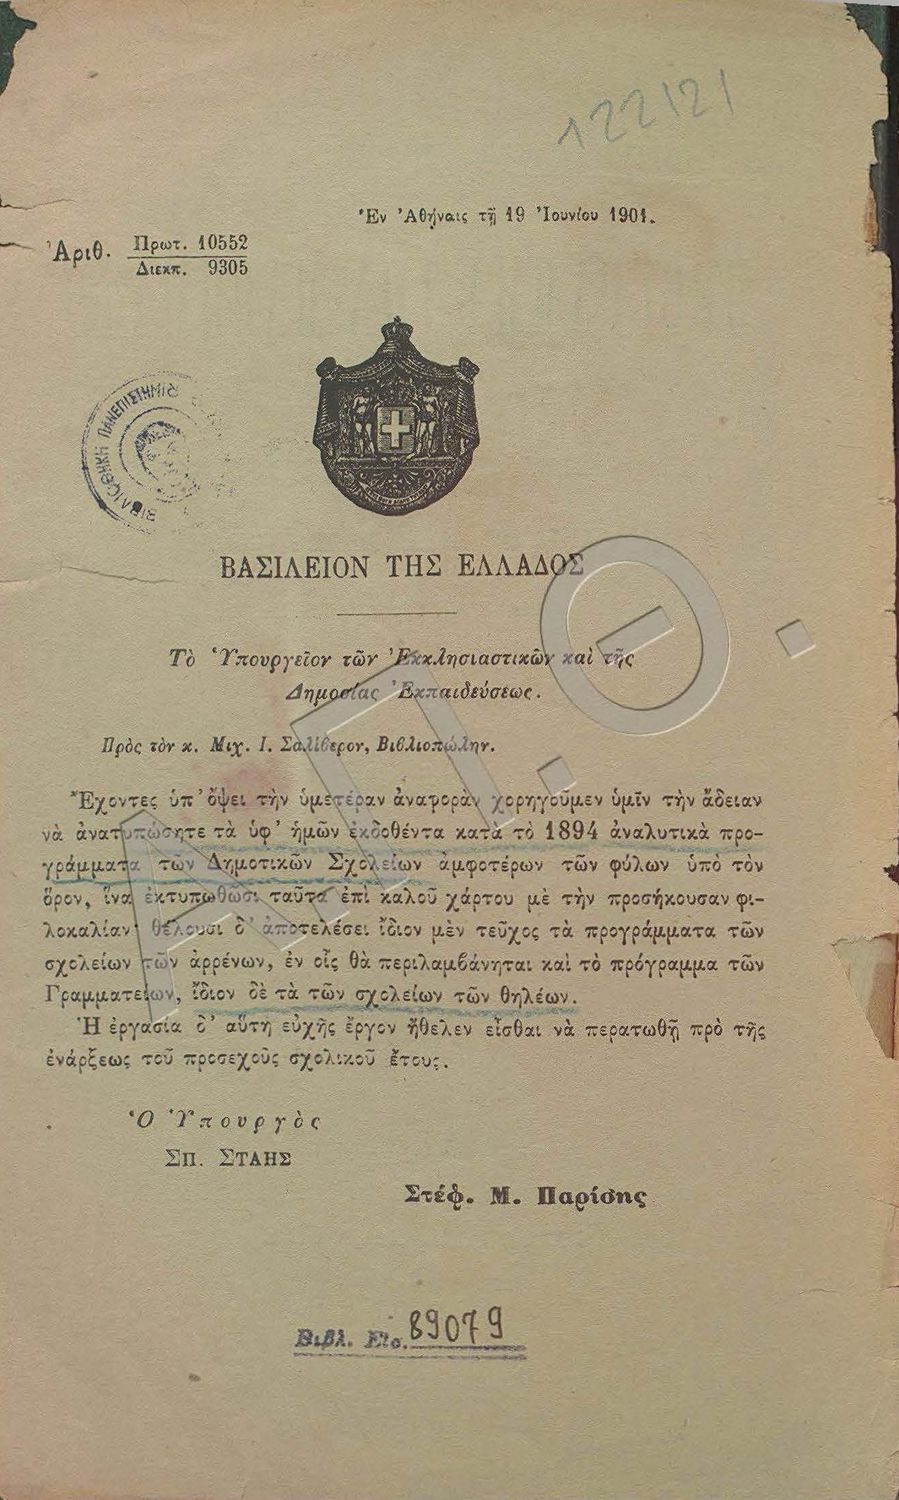 122121
Ἐν Ἀθήναις τῇ 19 Ἰουνίου 1901.
Ἀριθ. Πρωτ. 10552
Διεκπ. 9305
ΒΙΒΛΙΟΘΗΚΗ ΠΑΝΕΠΙΣΤΗΜΙΟ
ΒΑΣΙΛΕΙΟΝ ΤΗΣ ΕΛΛΑΔΟΣ
Τὸ Ὑπουργεῖον τῶν Ἐκκλησιαστικῶν καὶ τῆς
Δημοσίας Ἐκπαιδεύσεως.
Πρὸς τὸν κ. Μιχ. Ι. Σαλίβερον, Βιβλιοπώλην.
Ἔχοντες ὑπ' ὄψει τὴν ὑμετέραν ἀναφορὰν χορηγοῦμεν ὑμῖν τὴν ἄδειαν
νὰ ἀνατυπώσητε τὰ ὑφ' ἡμῶν ἐκδοθέντα κατὰ τὸ 1894 ἀναλυτικὰ προ-
γράμματα τῶν Δημοτικῶν Σχολείων ἀμφοτέρων τῶν φύλων ὑπὸ τὸν
ὅρον, ἵνα ἐκτυπωθῶσι ταῦτα ἐπὶ καλοῦ χάρτου μὲ τὴν προσήκουσαν φι-
λοκαλίαν· θέλουσι δ' ἀποτελέσει ἴδιον μὲν τεῦχος τὰ προγράμματα τῶν
σχολείων τῶν ἀρρένων, ἐν οἷς θὰ περιλαμβάνηται καὶ τὸ πρόγραμμα τῶν
Γραμματείων, ἴδιον δὲ τὰ τῶν σχολείων τῶν θηλέων.
Ἡ ἐργασία δ' αὕτη εὐχῆς ἔργον ἤθελεν εἶσθαι νὰ περατωθῇ πρὸ τῆς
ἐνάρξεως τοῦ προσεχοῦς σχολικοῦ ἔτους.
Ὁ Ὑπουργὸς
ΣΠ. ΣΤΑΗΣ
Στέφ. Μ. Παρίσης
Βιβλ. Εἰσ. 89079
Α.Π.Θ.